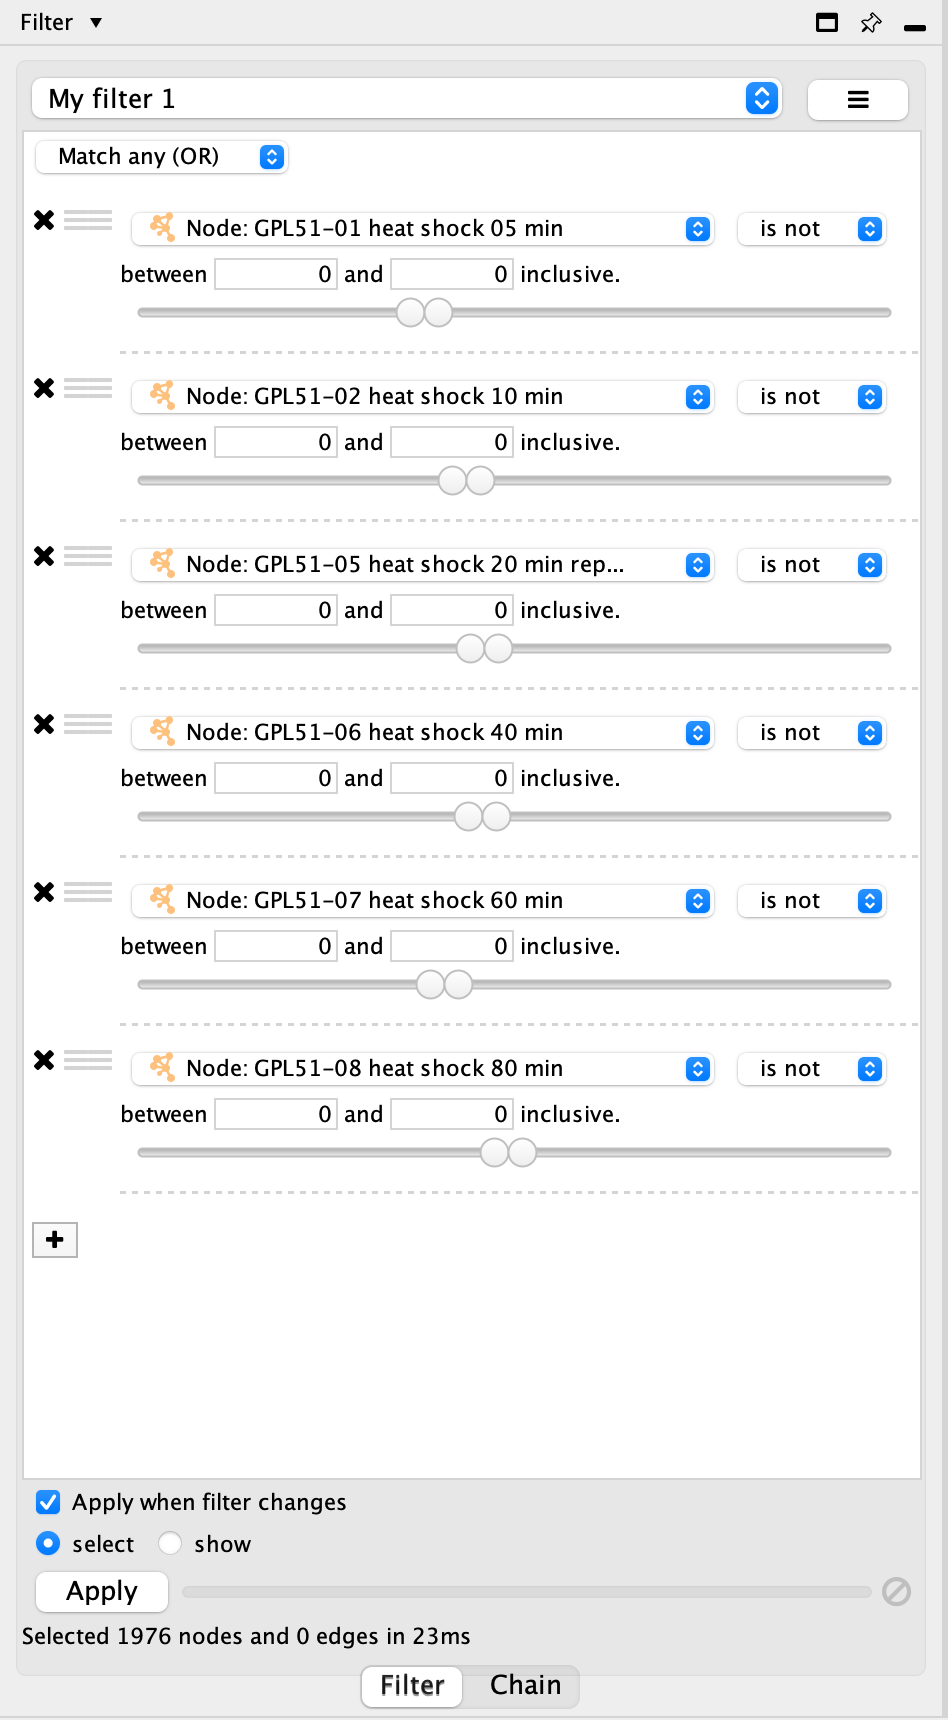 Filter
My filter 1
Match any (OR)
Node: GPL51-01 heat shock 05 min is not
between 0 and 0 inclusive.
Node: GPL51-02 heat shock 10 min is not
between 0 and 0 inclusive.
Node: GPL51-05 heat shock 20 min rep... is not
between 0 and 0 inclusive.
Node: GPL51-06 heat shock 40 min is not
between 0 and 0 inclusive.
Node: GPL51-07 heat shock 60 min is not
between 0 and 0 inclusive.
Node: GPL51-08 heat shock 80 min is not
between 0 and 0 inclusive.
Apply when filter changes
select show
Apply
Selected 1976 nodes and 0 edges in 23ms
Filter Chain